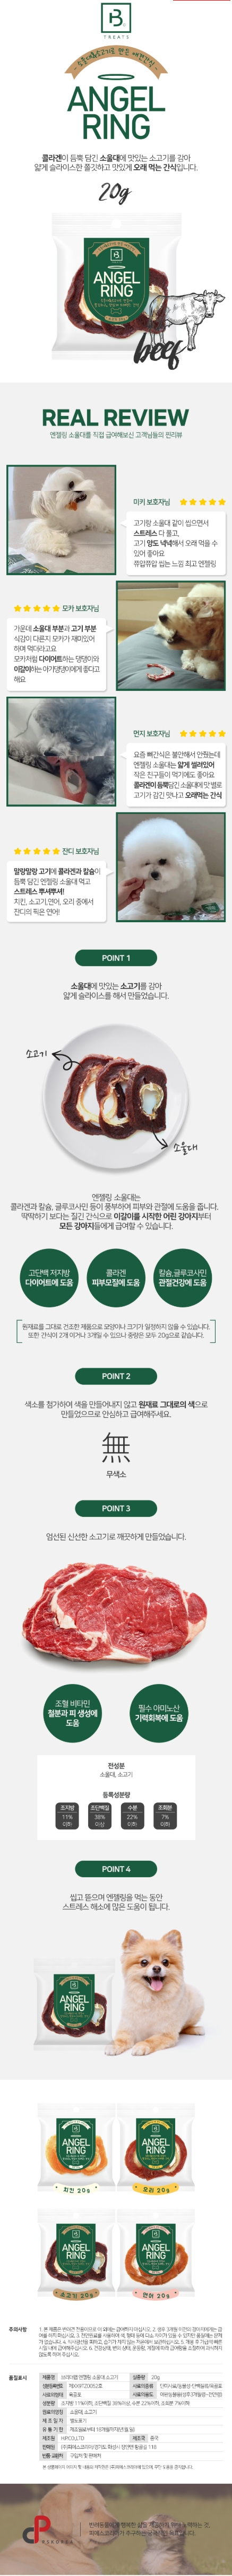 B.
TREATS
ANGEL
RING
콜라겐이 듬뿍 담긴 소울대에 맛있는 소고기를 감아
얇게 슬라이스한 쫄깃하고 맛있게 오래 먹는 간식입니다.
20g
B.
ANGEL
RING
beef
REAL REVIEW
엔젤링 소울대를 직접 급여해보신 고객님들의 찐리뷰
미키 보호자님 ★★★★★
고기랑 소울대 같이 씹으면서
스트레스 다 풀고,
고기 양도 넉넉해서 오래 먹을 수
있어 좋아요
쮸압쮸압 씹는 느낌 최고 엔젤링
★★★★★ 모카 보호자님
가운데 소울대 부분과 고기 부분
식감이 다른지 모카가 재미있어
하며 먹더라고요
모카처럼 다이어트하는 댕댕이와
이갈이하는 아가댕댕이에게 좋다고
해요
먼지 보호자님 ★★★★★
요즘 뼈간식은 불안해서 안줬는데
엔젤링 소울대는 얇게 썰려있어
작은 친구들이 먹기에도 좋아요
콜라겐이 듬뿍담긴 소울대에 맛 별로
고기가 감긴 맛나고 오래먹는 간식
★★★★★ 잔디 보호자님
말랑말랑 고기에 콜라겐과 칼슘이
듬뿍 담긴 엔젤링 소울대 먹고
스트레스 뿌셔뿌셔!
치킨, 소고기, 연어, 오리 중에서
잔디의 픽은 연어!
POINT 1
소울대에 맛있는 소고기를 감아
얇게 슬라이스를 해서 만들었습니다.
소고기
소울대
엔젤링 소울대는
콜라겐과 칼슘, 글루코사민 등이 풍부하여 피부와 관절에 도움을 줍니다.
딱딱하기 보다는 질긴 간식으로 이갈이를 시작한 어린 강아지부터
모든 강아지들에게 급여할 수 있습니다.
고단백 저지방
다이어트에 도움
콜라겐
피부모질에 도움
칼슘,글루코사민
관절건강에 도움
원재료를 그대로 건조한 제품으로 모양이나 크기가 일정하지 않을 수 있습니다.
또한 간식이 2개 이거나 3개일 수 있으나 중량은 모두 20g으로 같습니다.
POINT 2
색소를 첨가하여 색을 만들어내지 않고 원재료 그대로의 색으로
만들었으므로 안심하고 급여해주세요.
無
무색소
POINT 3
엄선된 신선한 소고기로 깨끗하게 만들었습니다.
조혈 비타민
철분과 피 생성에
도움
필수 아미노산
기력회복에 도움
전성분
소울대, 소고기
등록성분량
조지방 조단백질 수분 조회분
11% 38% 22% 7%
이하 이상 이하 이하
POINT 4
씹고 뜯으며 엔젤링을 먹는 동안
스트레스 해소에 많은 도움이 됩니다.
ANGEL
RING
ANGEL
RING
치킨 20g
ANGEL
RING
오리 20g
ANGEL
RING
소고기 20g
ANGEL
RING
연어 20g
주의사항
품질표시